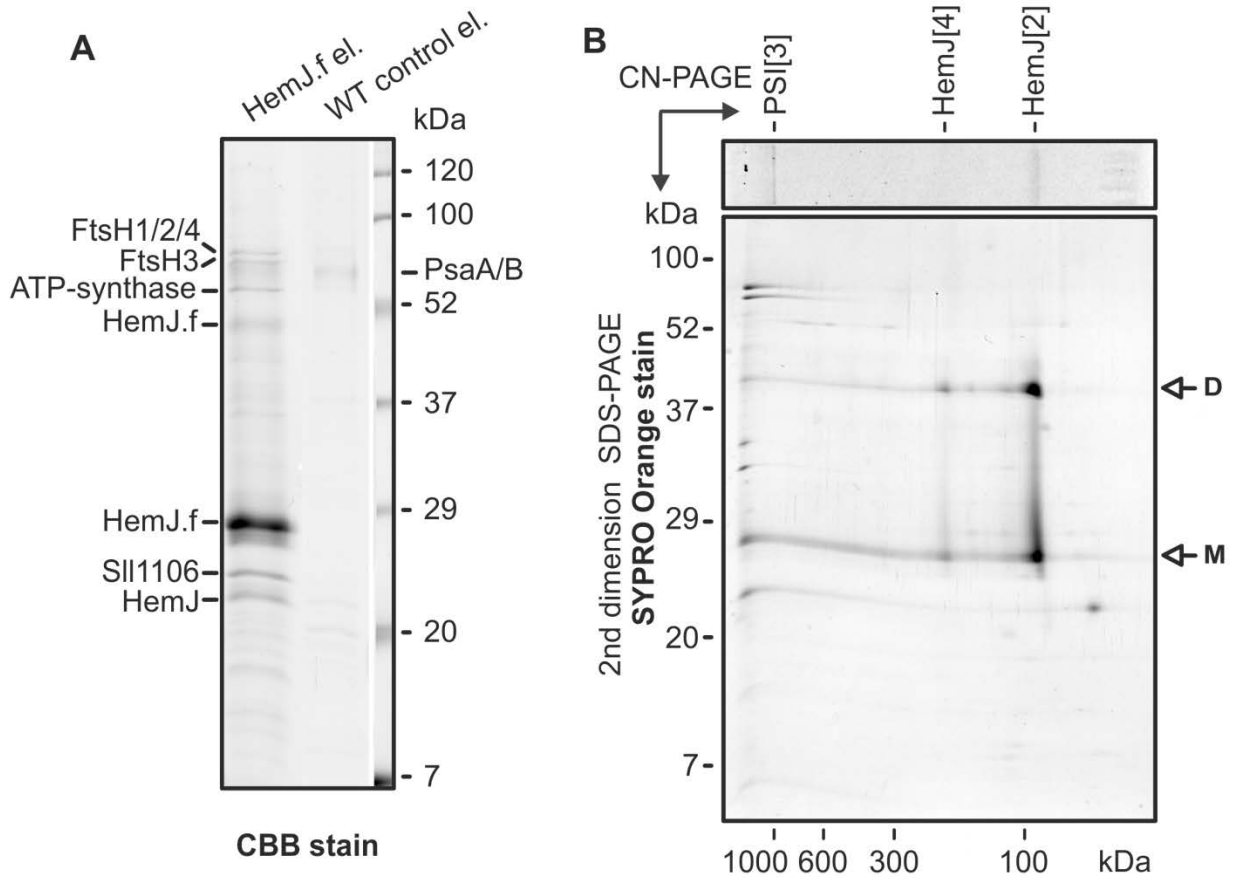 A
HemJ.f el.
WT control el.
kDa
120
100
PsaA/B
52
37
29
20
7
FtsH1/2/4
FtsH3
ATP-synthase
HemJ.f
HemJ.f
Sll1106
HemJ
CBB stain
B
CN-PAGE
PSI[3]
HemJ[4]
HemJ[2]
kDa
100
52
37
29
20
7
2nd dimension SDS-PAGE
SYPRO Orange stain
D
M
1000 600 300 100 kDa